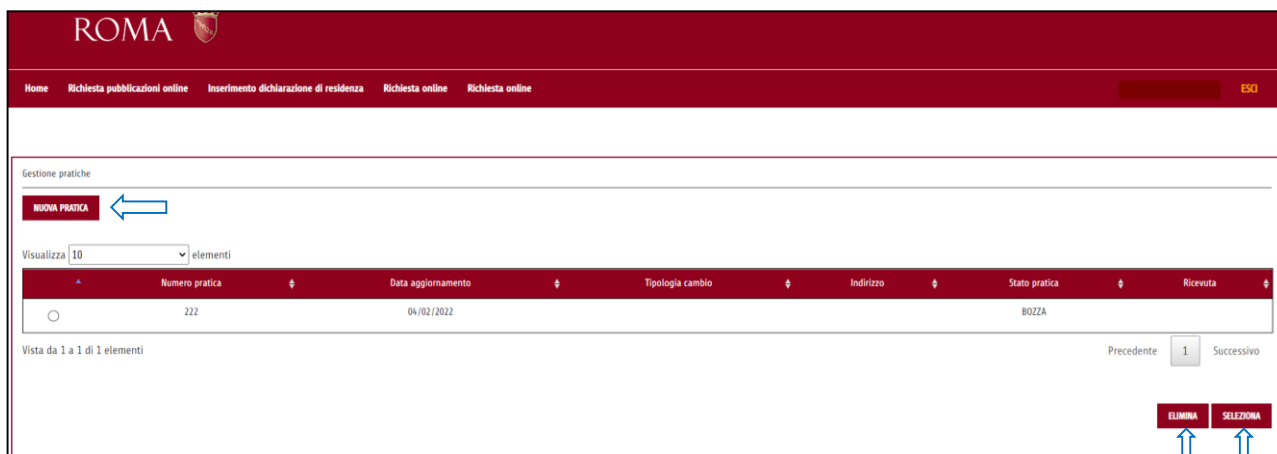 ROMA
Home Richiesta pubblicazioni online Inserimento dichiarazione di residenza Richiesta online Richiesta online ESCI
Gestione pratiche
NUOVA PRATICA
Visualizza 10 elementi
Numero pratica Data aggiornamento Tipologia cambio Indirizzo Stato pratica Ricevuta
222 04/02/2022 BOZZA
Vista da 1 a 1 di 1 elementi Precedente 1 Successivo
ELIMINA SELEZIONA